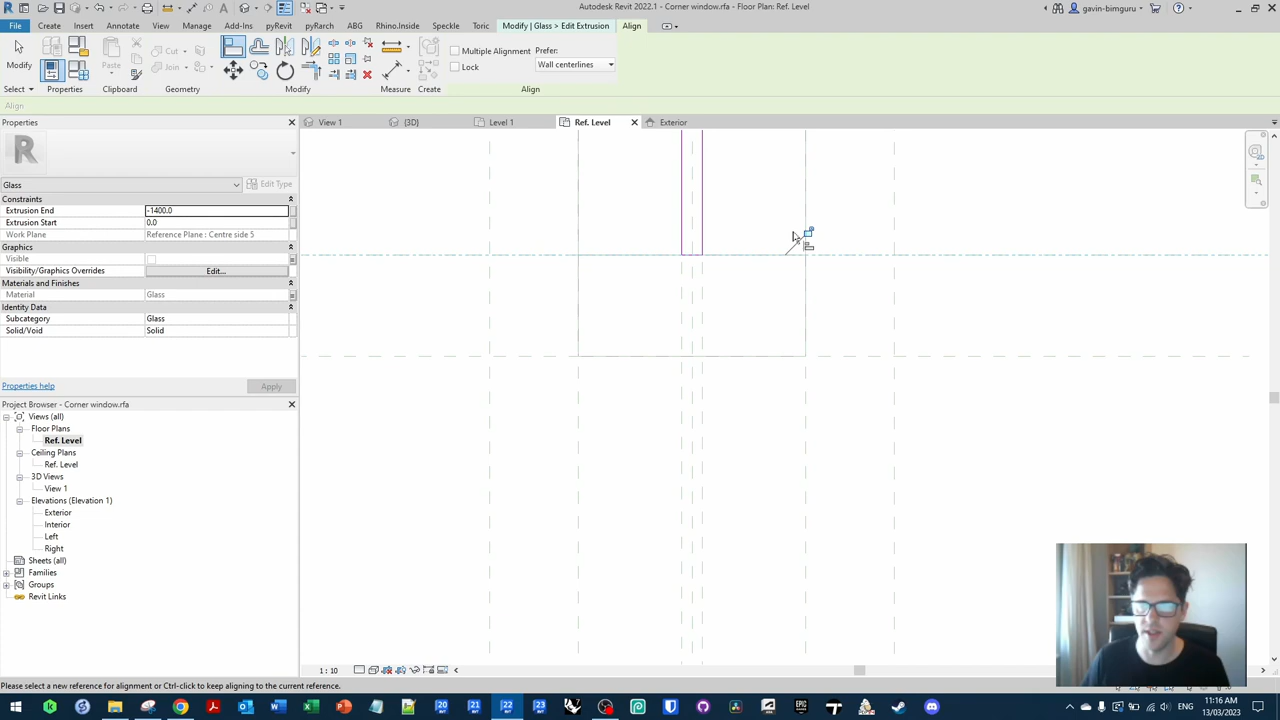 Autodesk Revit 2022.1 - Corner window.rfa - Floor Plan: Ref. Level
gavin-bimguru
File
Create
Insert
Annotate
View
Manage
Add-Ins
pyRevit
pyRArch
ABG
Rhino.Inside
Speckle
Toric
Modify | Glass > Edit Extrusion
Align
Modify
Paste
Cut
Join
Multiple Alignment
Lock
Prefer:
Wall centerlines
Select
Properties
Clipboard
Geometry
Modify
Measure
Create
Align
Align
Properties
View 1
{3D}
Level 1
Ref. Level
Exterior
Glass
Edit Type
Constraints
Extrusion End -1400.0
Extrusion Start 0.0
Work Plane Reference Plane : Centre side 5
Graphics
Visible
Visibility/Graphics Overrides Edit...
Materials and Finishes
Material Glass
Identity Data
Subcategory Glass
Solid/Void Solid
Properties help
Apply
Project Browser - Corner window.rfa
Views (all)
Floor Plans
Ref. Level
Ceiling Plans
Ref. Level
3D Views
View 1
Elevations (Elevation 1)
Exterior
Interior
Left
Right
Sheets (all)
Families
Groups
Revit Links
1 : 10
Please select a new reference for alignment or Ctrl-click to keep aligning to the current reference.
ENG
11:16 AM
13/03/2023